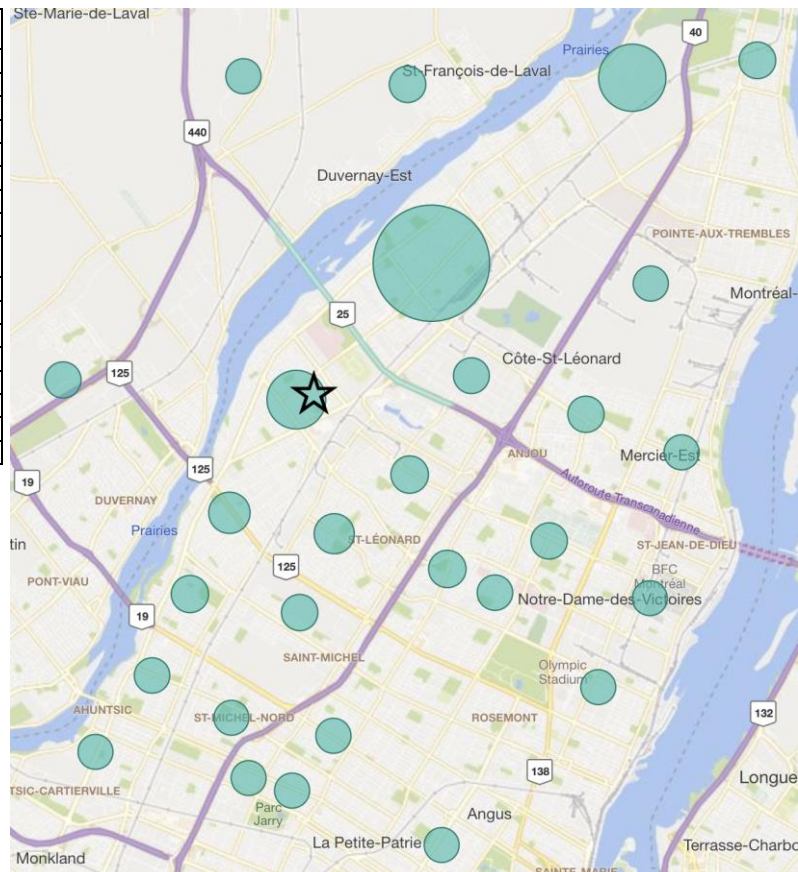 Ste-Marie-de-Laval
Prairies
40
St-François-de-Laval
440
Duvernay-Est
POINTE-AUX-TREMBLES
Montréal-
25
Côte-St-Léonard
125
ANJOU
Mercier-Est
125
Autoroute Transcanadienne
19
DUVERNAY
Prairies
ST-LÉONARD
tin
ST-JEAN-DE-DIEU
125
BFC
Montréal
PONT-VIAU
Notre-Dame-des-Victoires
19
SAINT-MICHEL
Olympic
Stadium
AHUNTSIC
ST-MICHEL-NORD
ROSEMONT
132
138
Longue
TSIC-CARTIERVILLE
Parc
Jarry
Angus
La Petite-Patrie
Terrasse-Charbo
Monkland
SAINTE-MARIE